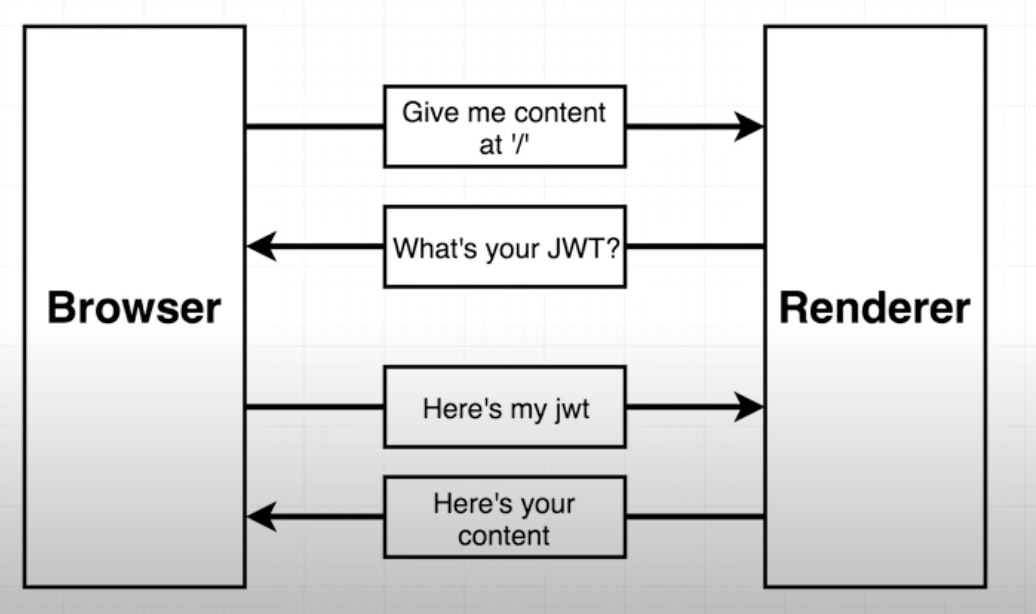 Give me content
at '/'
What's your JWT?
Browser
Renderer
Here's my jwt
Here's your
content